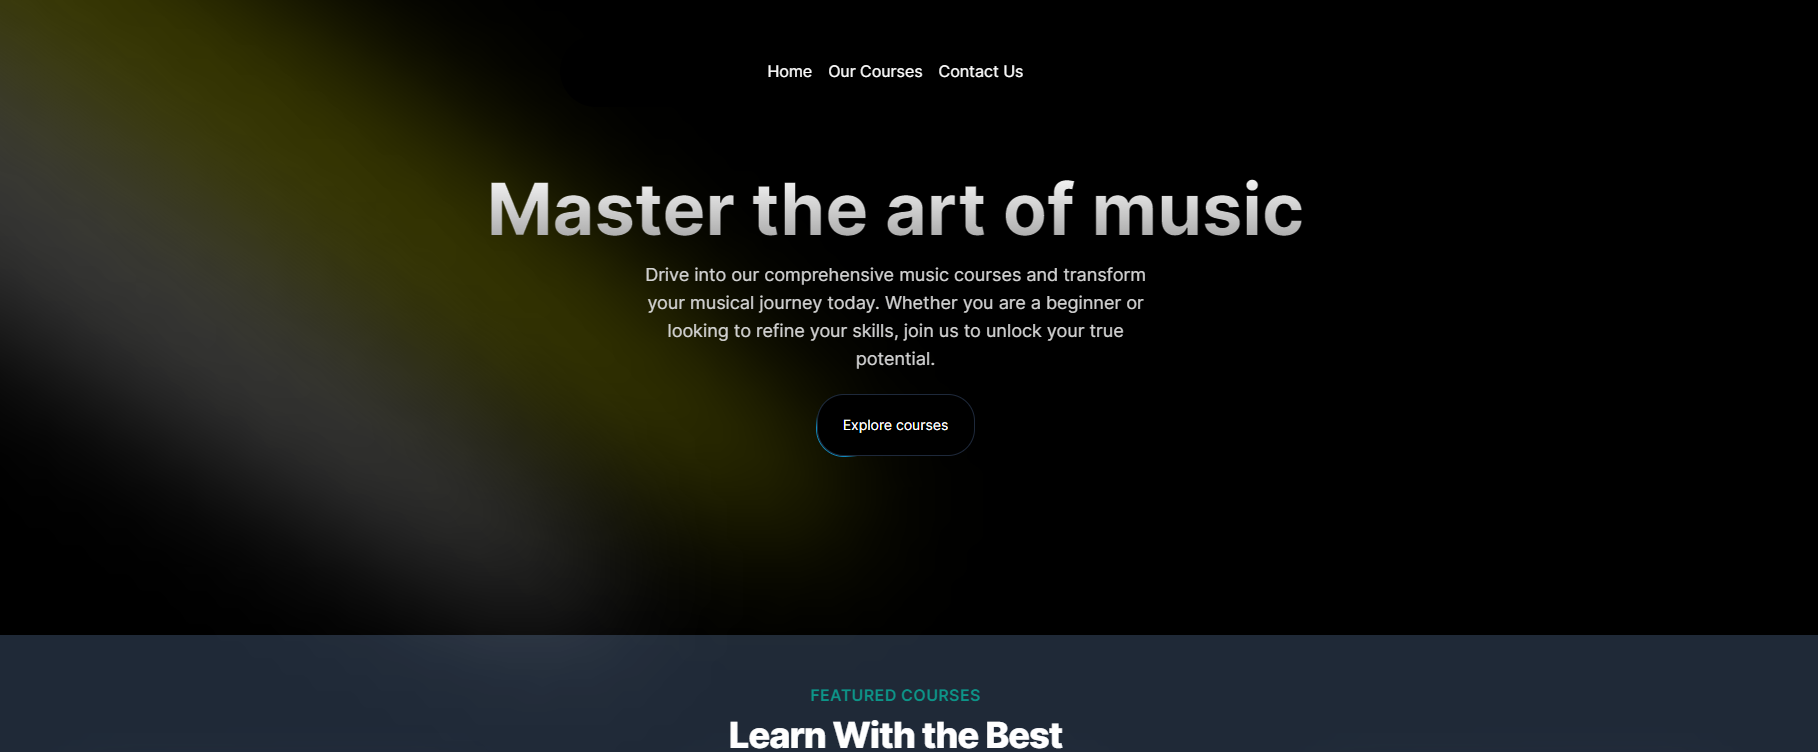 Home Our Courses Contact Us
Master the art of music
Drive into our comprehensive music courses and transform
your musical journey today. Whether you are a beginner or
looking to refine your skills, join us to unlock your true
potential.
Explore courses
FEATURED COURSES
Learn With the Best